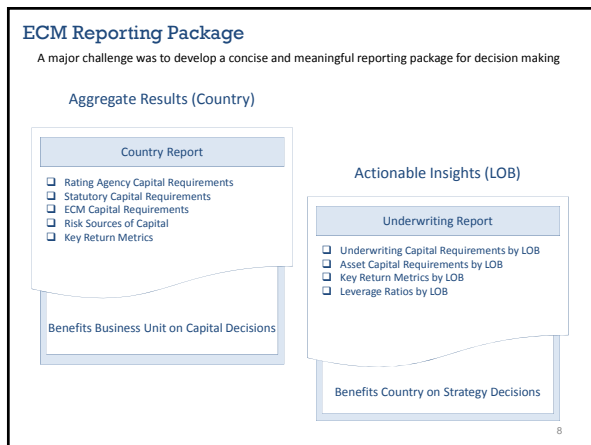 ECM Reporting Package
A major challenge was to develop a concise and meaningful reporting package for decision making
Aggregate Results (Country)
Country Report
Rating Agency Capital Requirements
Statutory Capital Requirements
ECM Capital Requirements
Risk Sources of Capital
Key Return Metrics
Benefits Business Unit on Capital Decisions
Actionable Insights (LOB)
Underwriting Report
Underwriting Capital Requirements by LOB
Asset Capital Requirements by LOB
Key Return Metrics by LOB
Leverage Ratios by LOB
Benefits Country on Strategy Decisions
8